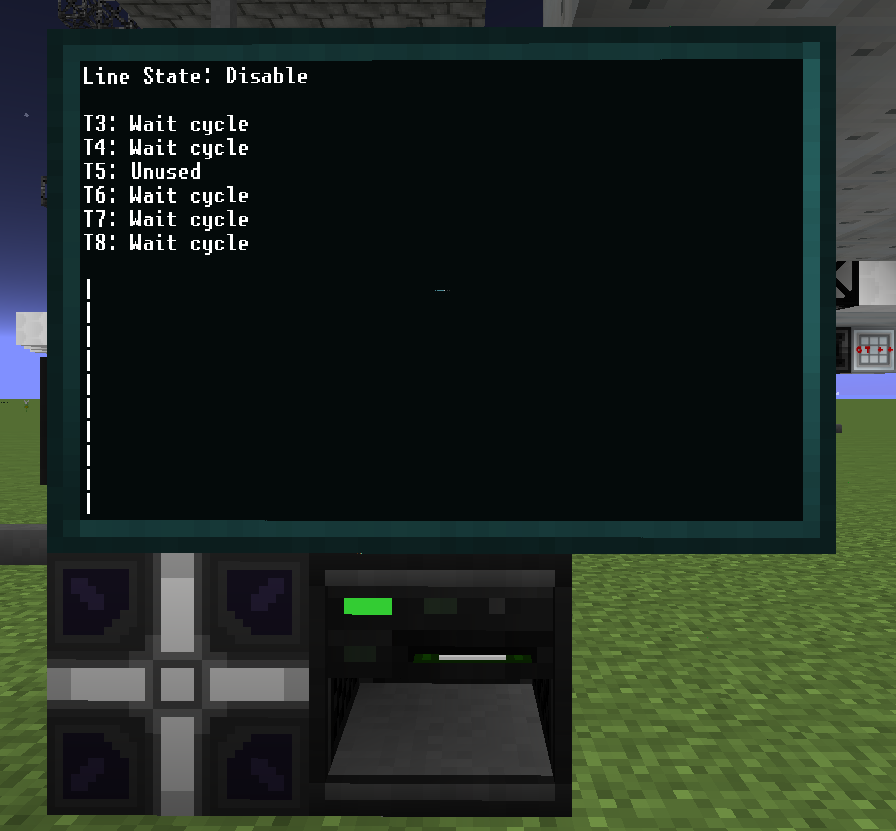 Line State: Disable
T3: Wait cycle
T4: Wait cycle
T5: Unused
T6: Wait cycle
T7: Wait cycle
T8: Wait cycle
GT ++